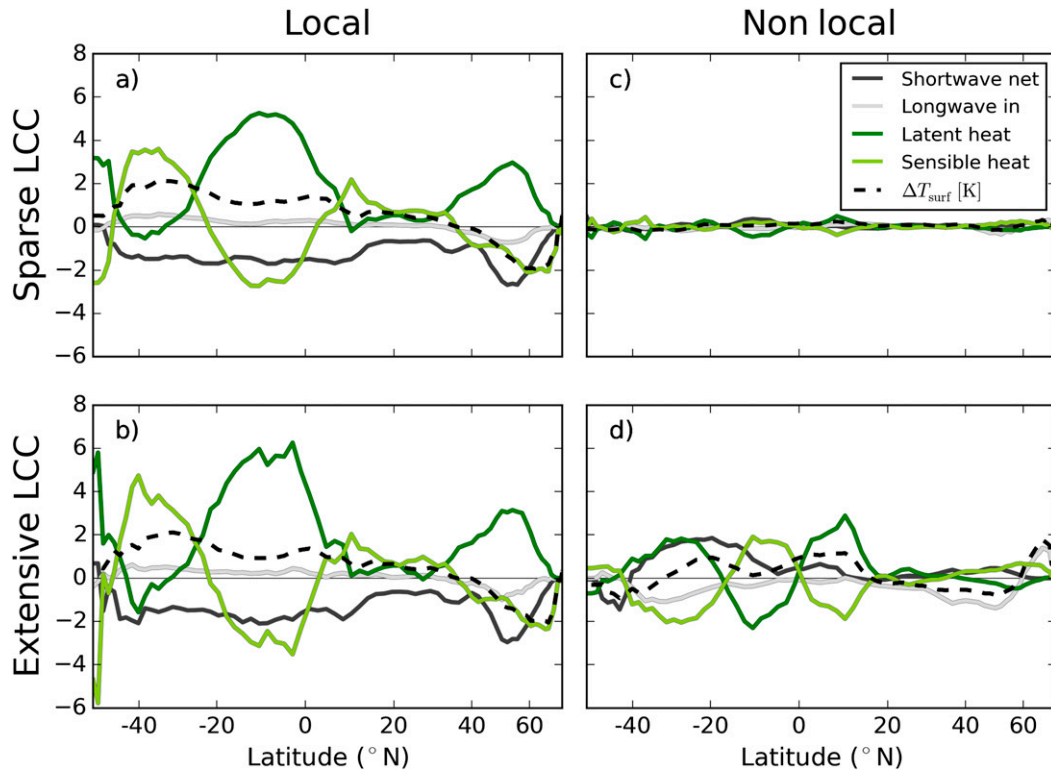 Local
Non local
Sparse LCC
8
6
4
2
0
−2
−4
−6
a)
c)
Shortwave net
Longwave in
Latent heat
Sensible heat
ΔT_surf [K]
Extensive LCC
8
6
4
2
0
−2
−4
−6
b)
d)
-40 -20 0 20 40 60
-40 -20 0 20 40 60
Latitude (°N)
Latitude (°N)